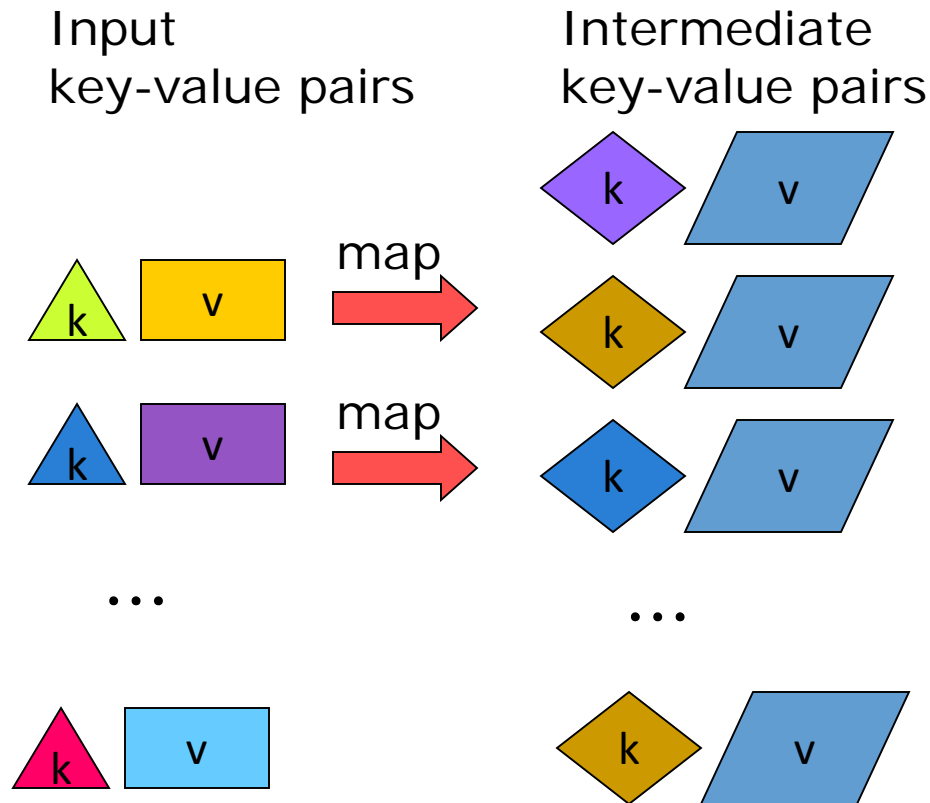 Input
key-value pairs
Intermediate
key-value pairs
k v
map
k v
k v
k v
map
k v
k v
...
...
k v
k v